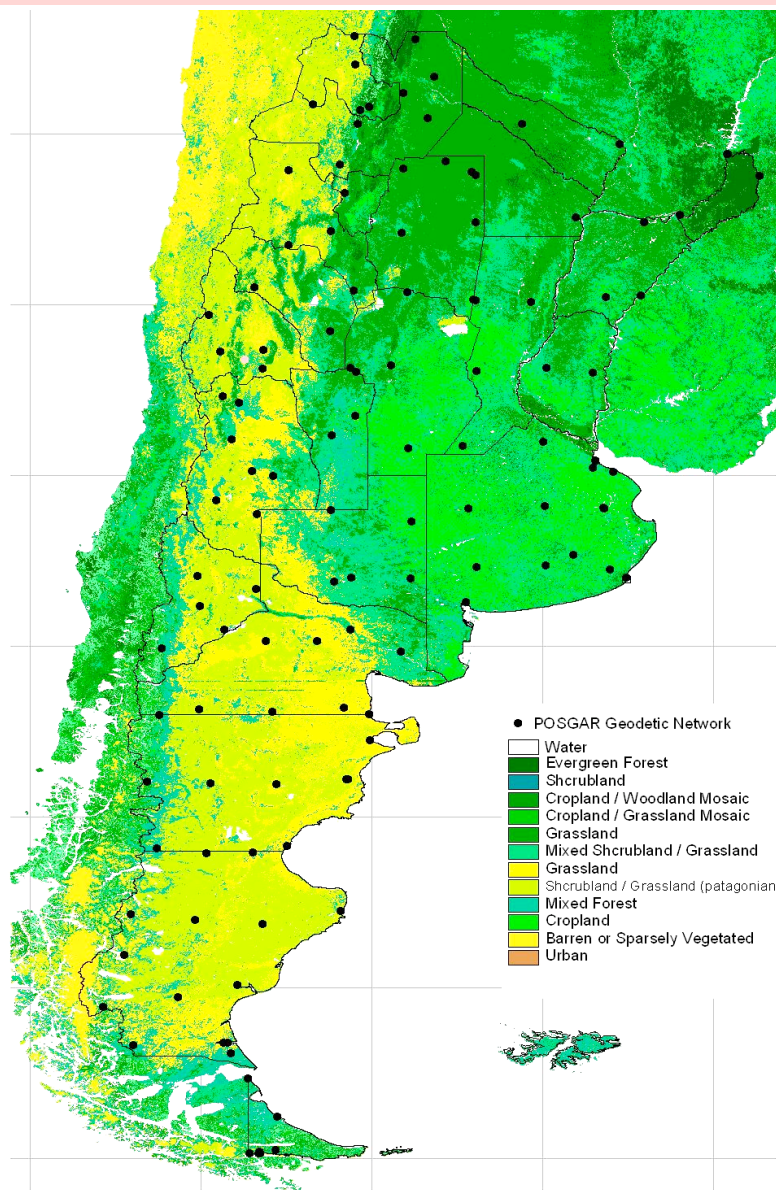 POSGAR Geodetic Network
Water
Evergreen Forest
Shcrubland
Cropland / Woodland Mosaic
Cropland / Grassland Mosaic
Grassland
Mixed Shcrubland / Grassland
Grassland
Shcrubland / Grassland (patagonian
Mixed Forest
Cropland
Barren or Sparsely Vegetated
Urban